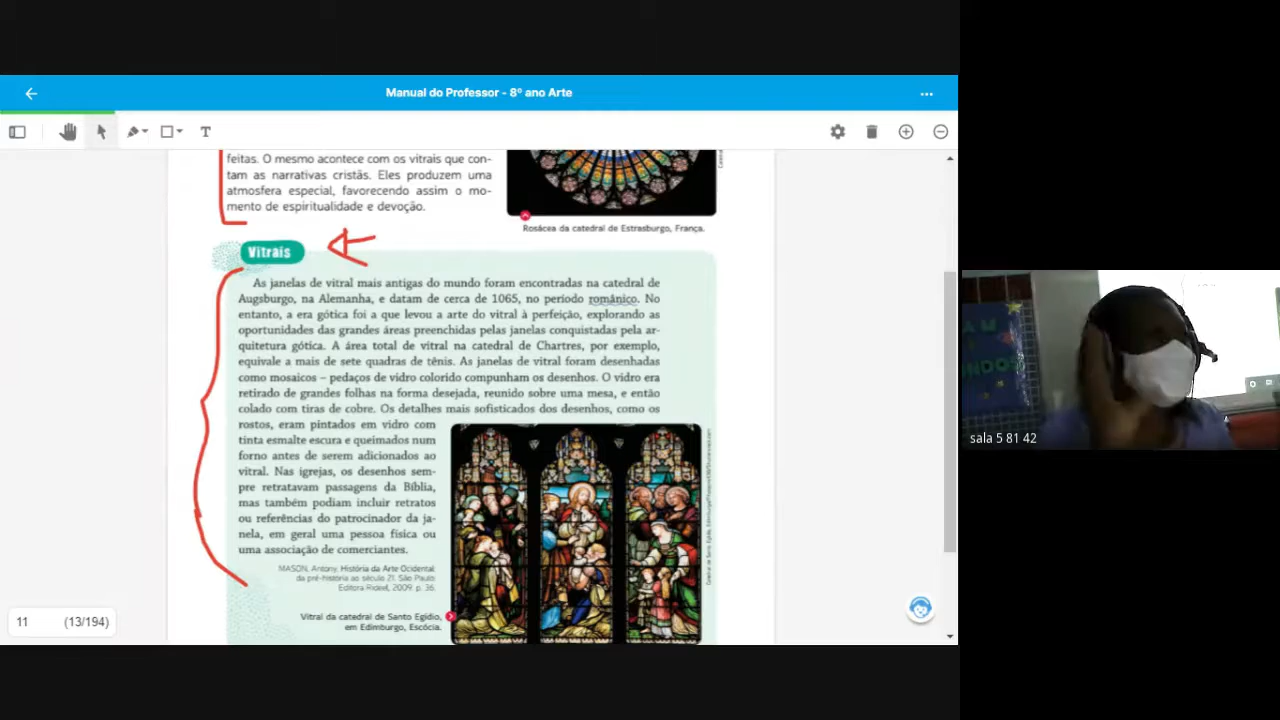 Manual do Professor - 8º ano Arte
T
feitas. O mesmo acontece com os vitrais que con-
tam as narrativas cristãs. Eles produzem uma
atmosfera especial, favorecendo assim o mo-
mento de espiritualidade e devoção.
Rosácea da catedral de Estrasburgo, França.
Vitrais
As janelas de vitral mais antigas do mundo foram encontradas na catedral de
Augsburgo, na Alemanha, e datam de cerca de 1065, no período românico. No
entanto, a era gótica foi a que levou a arte do vitral à perfeição, explorando as
oportunidades das grandes áreas preenchidas pelas janelas conquistadas pela ar-
quitetura gótica. A área total de vitral na catedral de Chartres, por exemplo,
equivale a mais de sete quadras de tênis. As janelas de vitral foram desenhadas
como mosaicos – pedaços de vidro colorido compunham os desenhos. O vidro era
retirado de grandes folhas na forma desejada, reunido sobre uma mesa, e então
colado com tiras de cobre. Os detalhes mais sofisticados dos desenhos, como os
rostos, eram pintados em vidro com
tinta esmalte escura e queimados num
forno antes de serem adicionados ao
vitral. Nas igrejas, os desenhos sem-
pre retratavam passagens da Bíblia,
mas também podiam incluir retratos
ou referências do patrocinador da ja-
nela, em geral uma pessoa física ou
uma associação de comerciantes.
MASON, Antony. História da Arte Ocidental:
da pré-história ao século 21. São Paulo:
Editora Rideel, 2009. p. 36.
Vitral da catedral de Santo Egídio,
em Edimburgo, Escócia.
11 (13/194)
sala 5 81 42